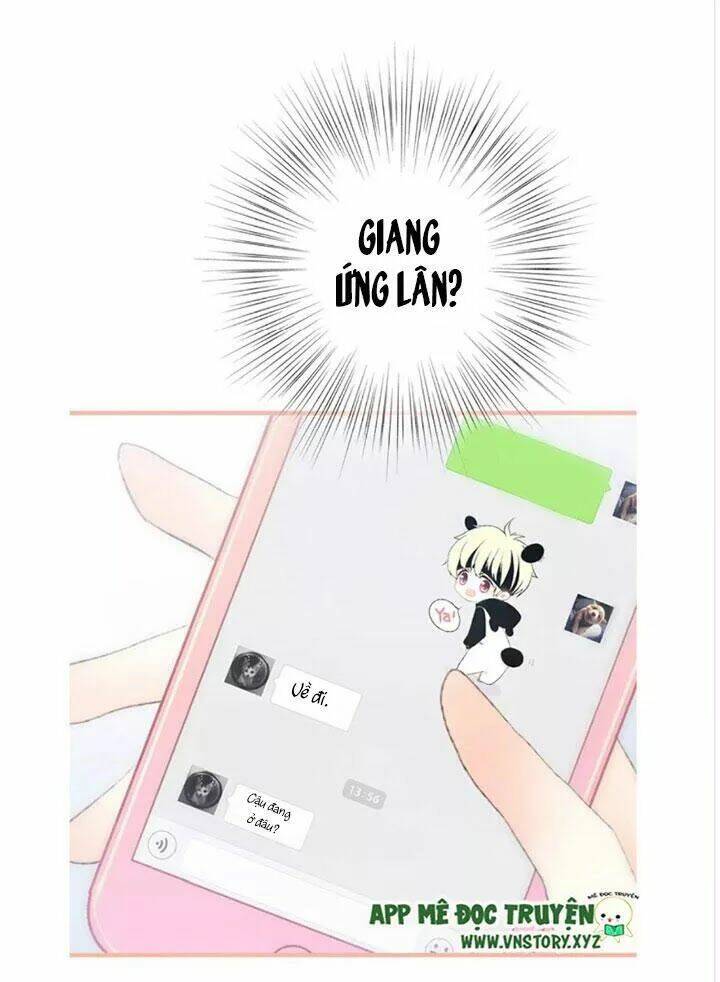 GIANG
ỨNG LÂN?
Ya!
Về đi.
13:56
Cậu đang
ở đâu?
MÊ ĐỌC TRUYỆN
APP MÊ ĐỌC TRUYỆN
WWW.VNSTORY.XYZ